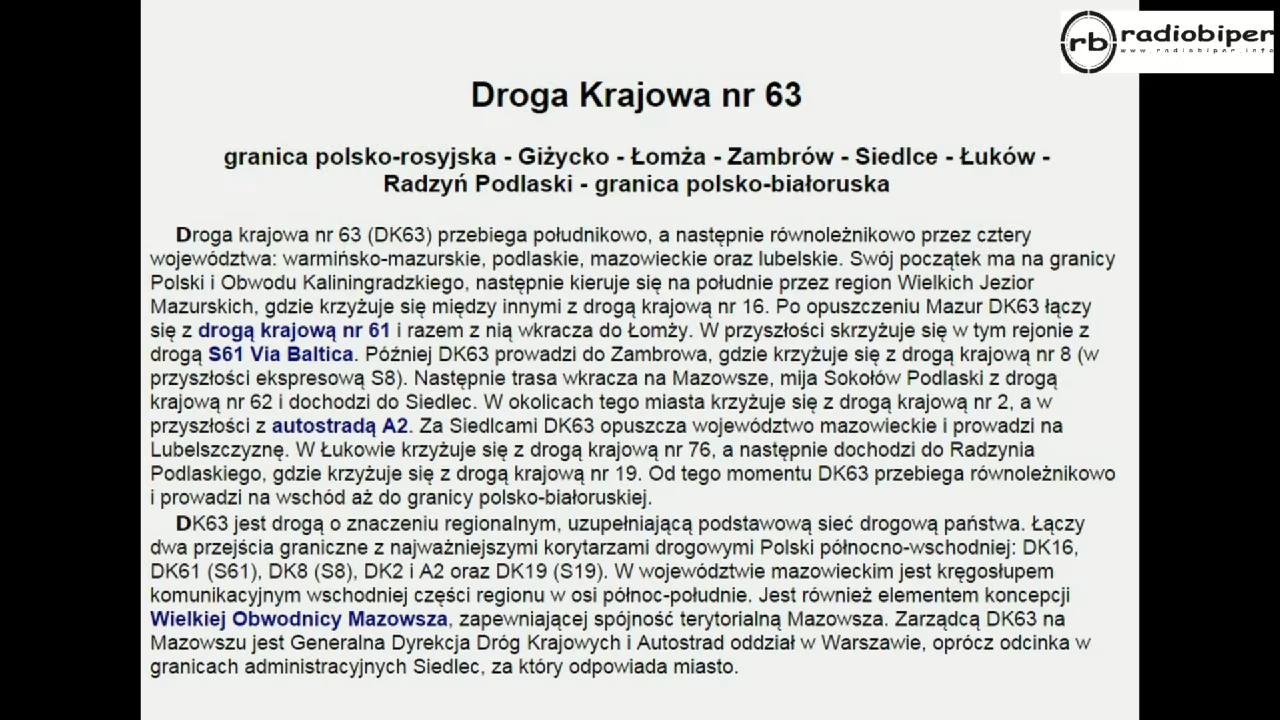 rb radiobiper
www.radiobiper.info
Droga Krajowa nr 63
granica polsko-rosyjska - Giżycko - Łomża - Zambrów - Siedlce - Łuków -
Radzyń Podlaski - granica polsko-białoruska
Droga krajowa nr 63 (DK63) przebiega południkowo, a następnie równoleżnikowo przez cztery
województwa: warmińsko-mazurskie, podlaskie, mazowieckie oraz lubelskie. Swój początek ma na granicy
Polski i Obwodu Kaliningradzkiego, następnie kieruje się na południe przez region Wielkich Jezior
Mazurskich, gdzie krzyżuje się między innymi z drogą krajową nr 16. Po opuszczeniu Mazur DK63 łączy
się z drogą krajową nr 61 i razem z nią wkracza do Łomży. W przyszłości skrzyżuje się w tym rejonie z
drogą S61 Via Baltica. Później DK63 prowadzi do Zambrowa, gdzie krzyżuje się z drogą krajową nr 8 (w
przyszłości ekspresową S8). Następnie trasa wkracza na Mazowsze, mija Sokołów Podlaski z drogą
krajową nr 62 i dochodzi do Siedlec. W okolicach tego miasta krzyżuje się z drogą krajową nr 2, a w
przyszłości z autostradą A2. Za Siedlcami DK63 opuszcza województwo mazowieckie i prowadzi na
Lubelszczyznę. W Łukowie krzyżuje się z drogą krajową nr 76, a następnie dochodzi do Radzynia
Podlaskiego, gdzie krzyżuje się z drogą krajową nr 19. Od tego momentu DK63 przebiega równoleżnikowo
i prowadzi na wschód aż do granicy polsko-białoruskiej.
DK63 jest drogą o znaczeniu regionalnym, uzupełniającą podstawową sieć drogową państwa. Łączy
dwa przejścia graniczne z najważniejszymi korytarzami drogowymi Polski północno-wschodniej: DK16,
DK61 (S61), DK8 (S8), DK2 i A2 oraz DK19 (S19). W województwie mazowieckim jest kręgosłupem
komunikacyjnym wschodniej części regionu w osi północ-południe. Jest również elementem koncepcji
Wielkiej Obwodnicy Mazowsza, zapewniającej spójność terytorialną Mazowsza. Zarządcą DK63 na
Mazowszu jest Generalna Dyrekcja Dróg Krajowych i Autostrad oddział w Warszawie, oprócz odcinka w
granicach administracyjnych Siedlec, za który odpowiada miasto.